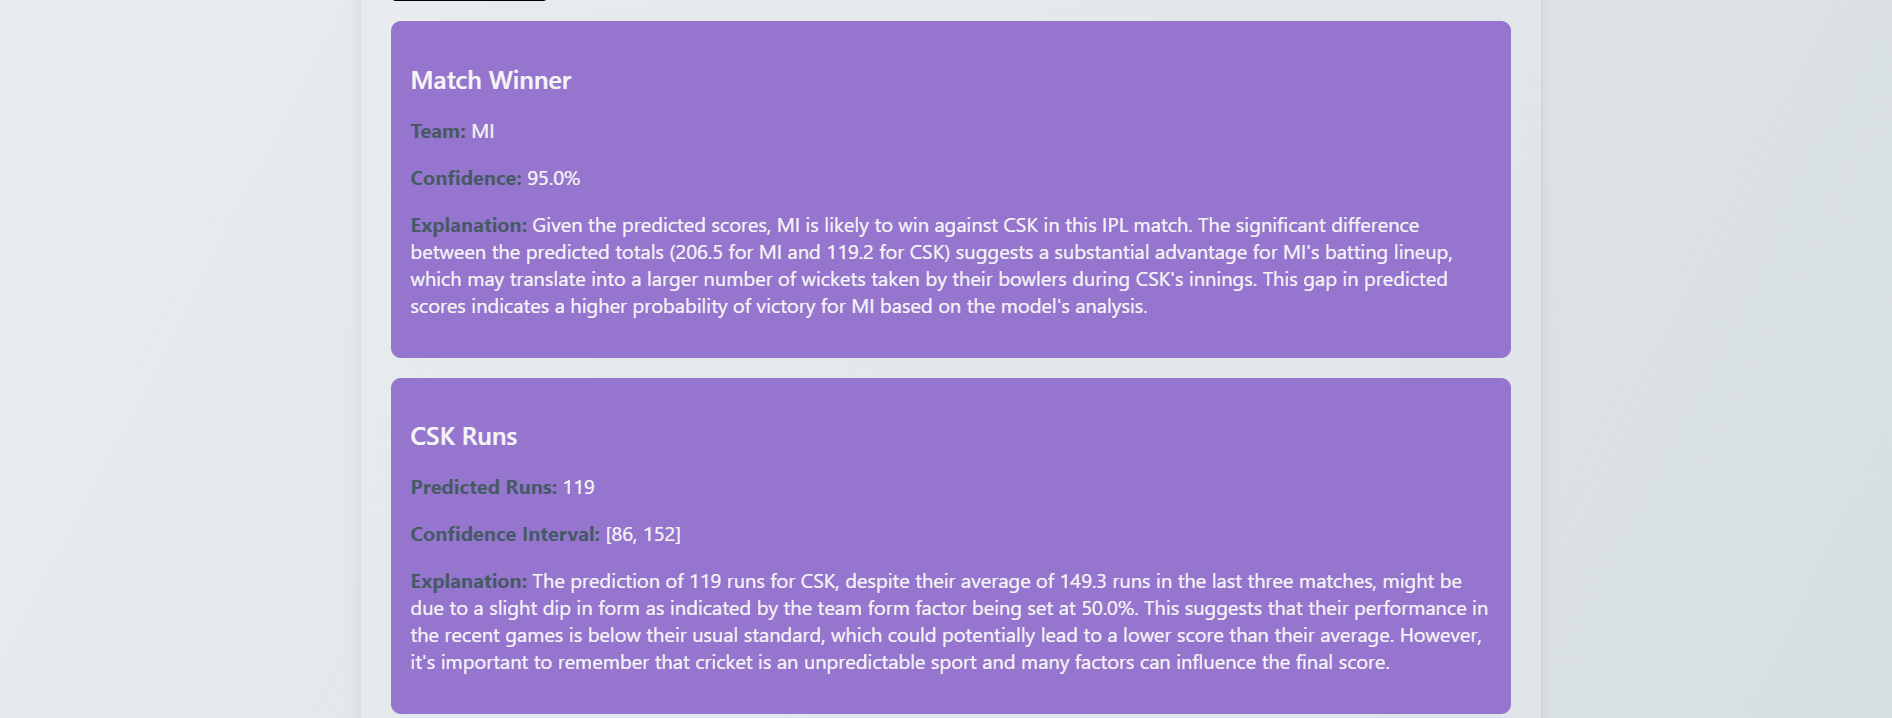 Match Winner
Team: MI
Confidence: 95.0%
Explanation: Given the predicted scores, MI is likely to win against CSK in this IPL match. The significant difference
between the predicted totals (206.5 for MI and 119.2 for CSK) suggests a substantial advantage for MI's batting lineup,
which may translate into a larger number of wickets taken by their bowlers during CSK's innings. This gap in predicted
scores indicates a higher probability of victory for MI based on the model's analysis.
CSK Runs
Predicted Runs: 119
Confidence Interval: [86, 152]
Explanation: The prediction of 119 runs for CSK, despite their average of 149.3 runs in the last three matches, might be
due to a slight dip in form as indicated by the team form factor being set at 50.0%. This suggests that their performance in
the recent games is below their usual standard, which could potentially lead to a lower score than their average. However,
it's important to remember that cricket is an unpredictable sport and many factors can influence the final score.